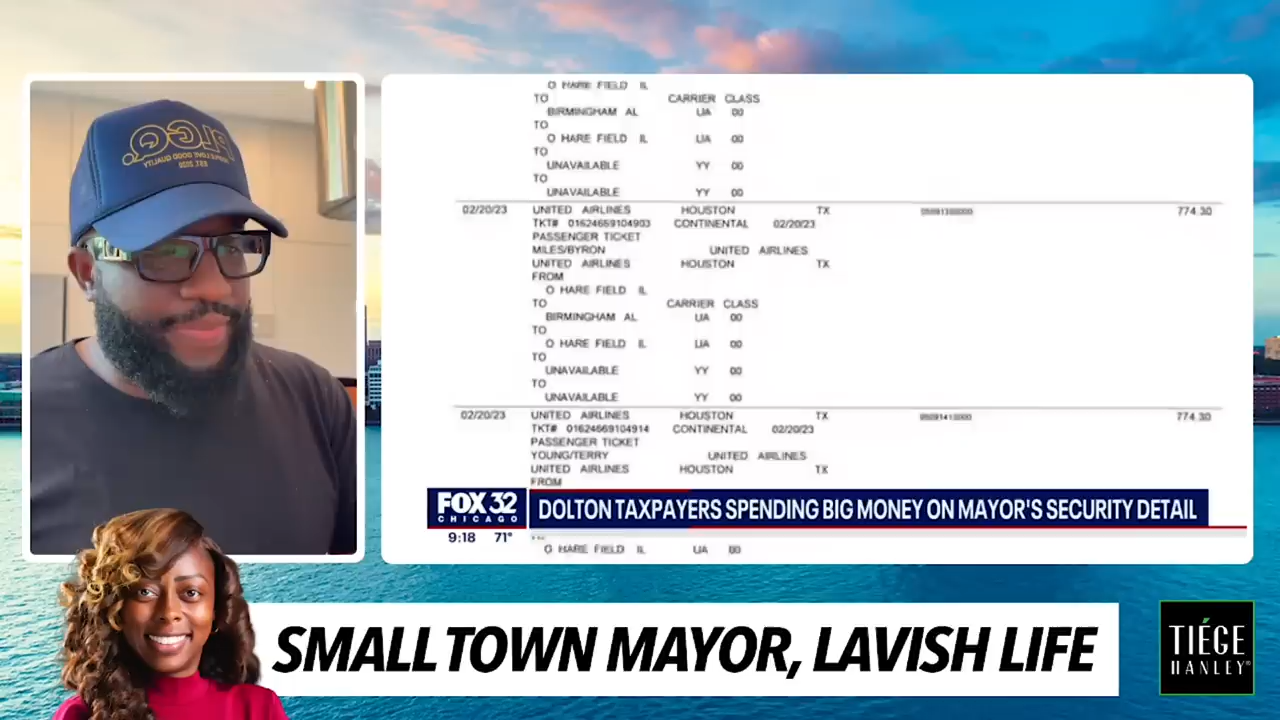 O HARE FIELD IL
TO CARRIER CLASS
BIRMINGHAM AL UA 00
TO
O HARE FIELD IL UA 00
TO
UNAVAILABLE YY 00
TO
UNAVAILABLE YY 00
02/20/23 UNITED AIRLINES HOUSTON TX 774.30
TKT# 01624659104903 CONTINENTAL 02/20/23
PASSENGER TICKET
MILES/BYRON UNITED AIRLINES
UNITED AIRLINES HOUSTON TX
FROM
O HARE FIELD IL
TO CARRIER CLASS
BIRMINGHAM AL UA 00
TO
O HARE FIELD IL UA 00
TO
UNAVAILABLE YY 00
TO
UNAVAILABLE YY 00
02/20/23 UNITED AIRLINES HOUSTON TX 774.30
TKT# 01624669104914 CONTINENTAL 02/20/23
PASSENGER TICKET
YOUNG/TERRY UNITED AIRLINES
UNITED AIRLINES HOUSTON TX
FROM
FOX 32
CHICAGO
DOLTON TAXPAYERS SPENDING BIG MONEY ON MAYOR'S SECURITY DETAIL
9:18 71°
O HARE FIELD IL UA 00
SMALL TOWN MAYOR, LAVISH LIFE
TIÉGE
HANLEY®